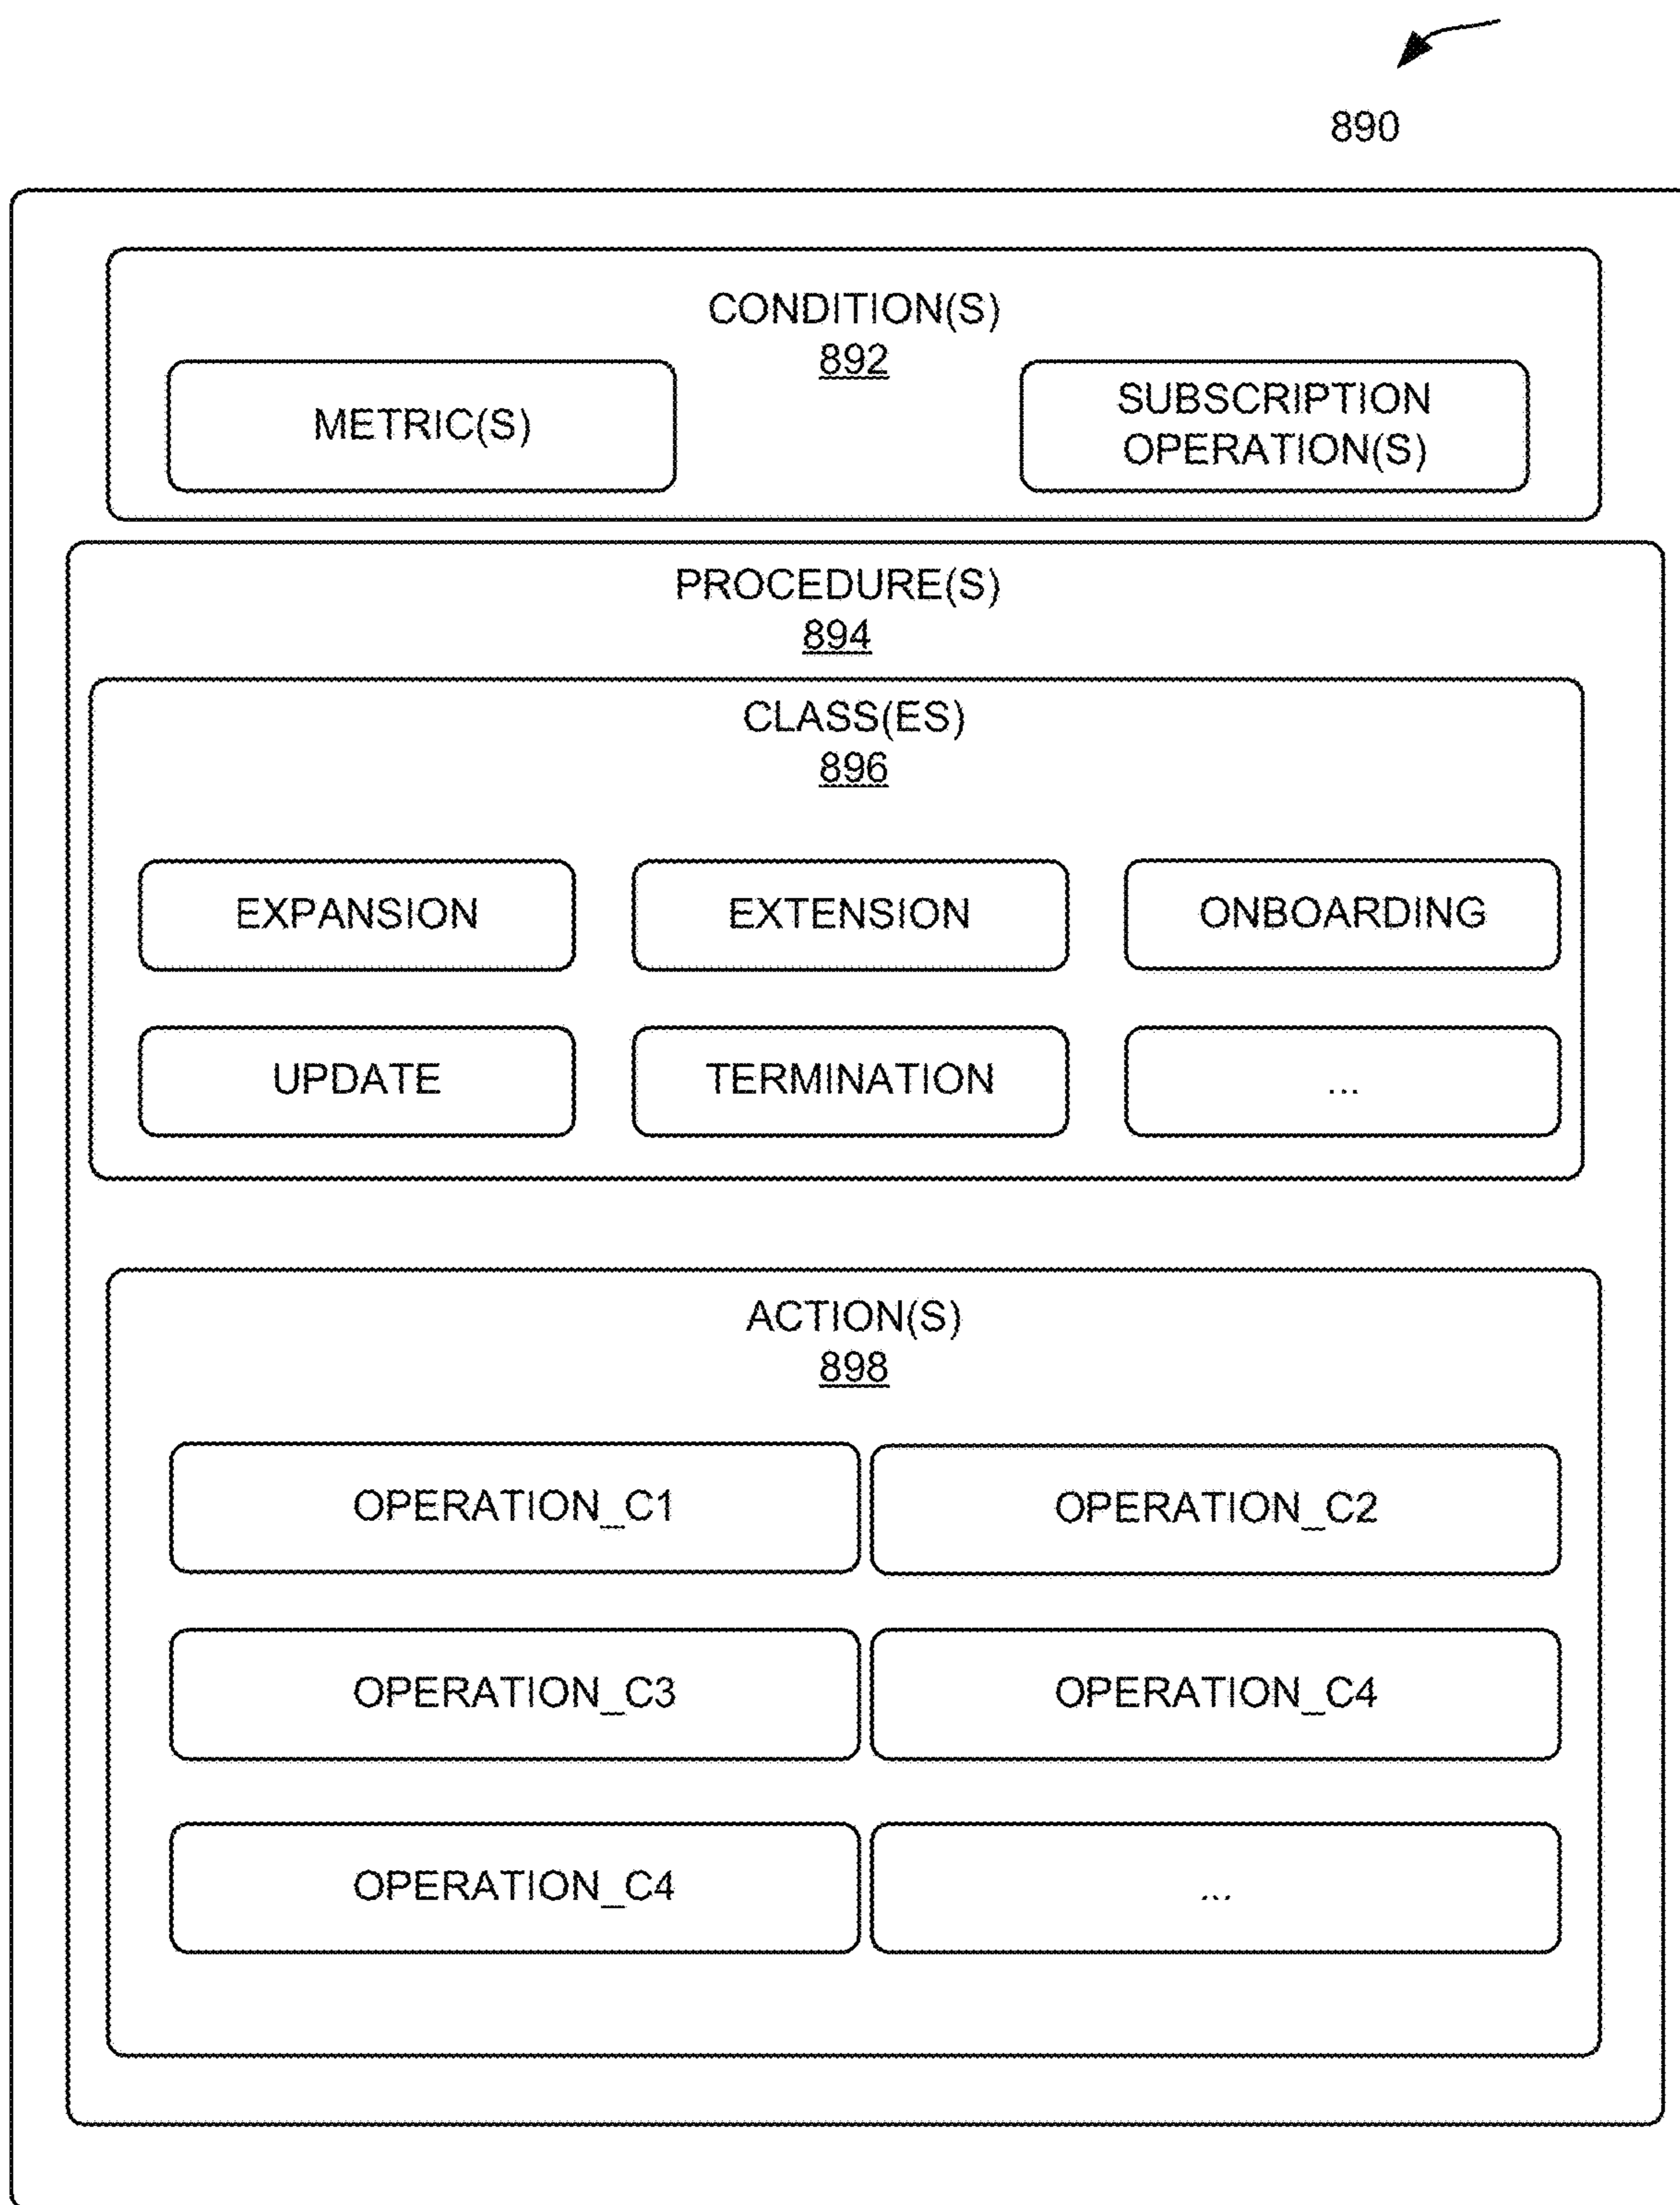 890
CONDITION(S)
892
METRIC(S)
SUBSCRIPTION
OPERATION(S)
PROCEDURE(S)
894
CLASS(ES)
896
EXPANSION
EXTENSION
ONBOARDING
UPDATE
TERMINATION
...
ACTION(S)
898
OPERATION_C1
OPERATION_C2
OPERATION_C3
OPERATION_C4
OPERATION_C4
...